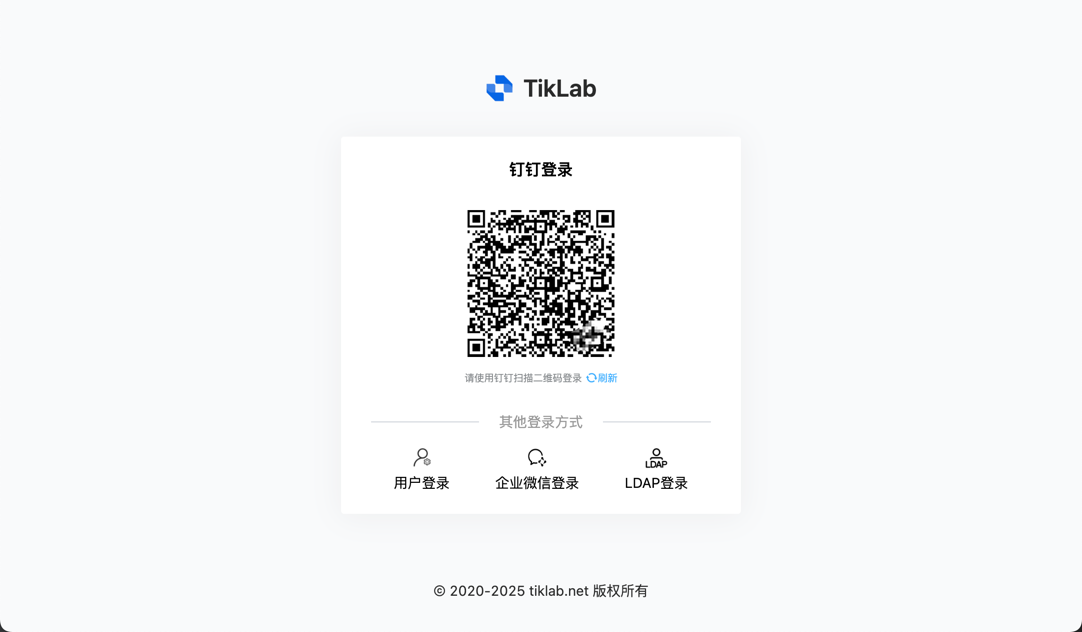 TikLab
钉钉登录
请使用钉钉扫描二维码登录 刷新
其他登录方式
LDAP
用户登录 企业微信登录 LDAP登录
© 2020-2025 tiklab.net 版权所有